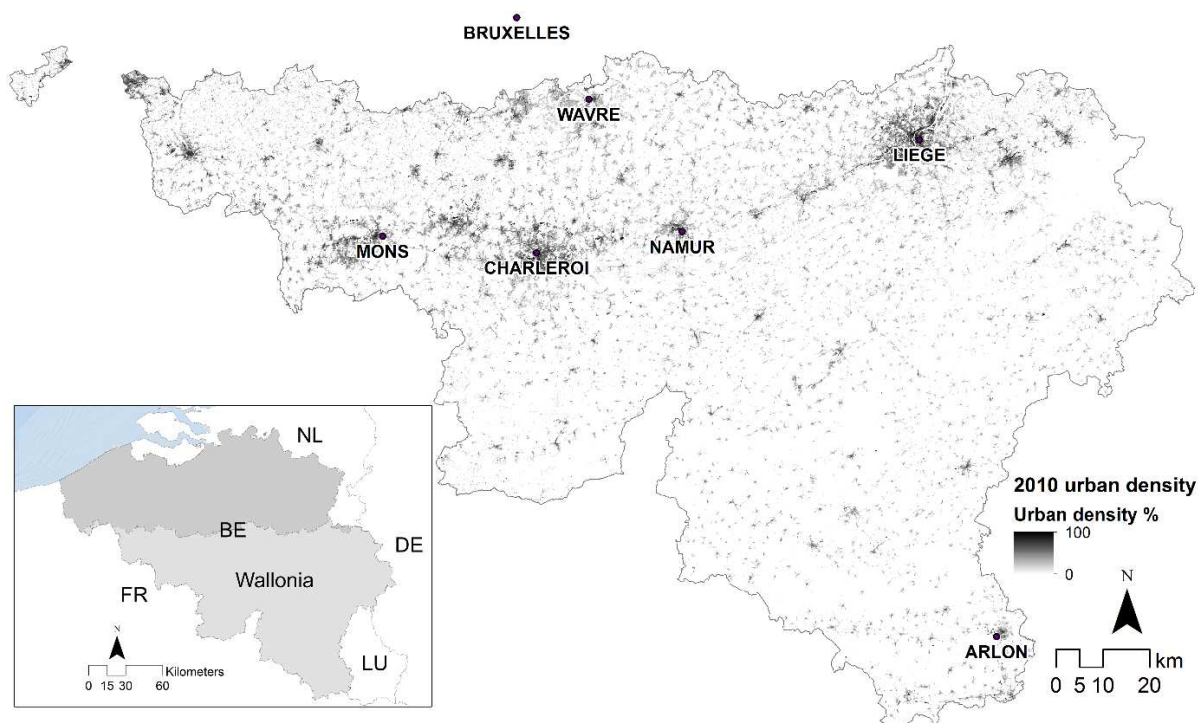 BRUXELLES
WAVRE
LIEGE
MONS
CHARLEROI
NAMUR
ARLON
2010 urban density
Urban density %
100
0
N
km
0 5 10 20
NL
BE
DE
Wallonia
FR
LU
N
Kilometers
0 15 30 60